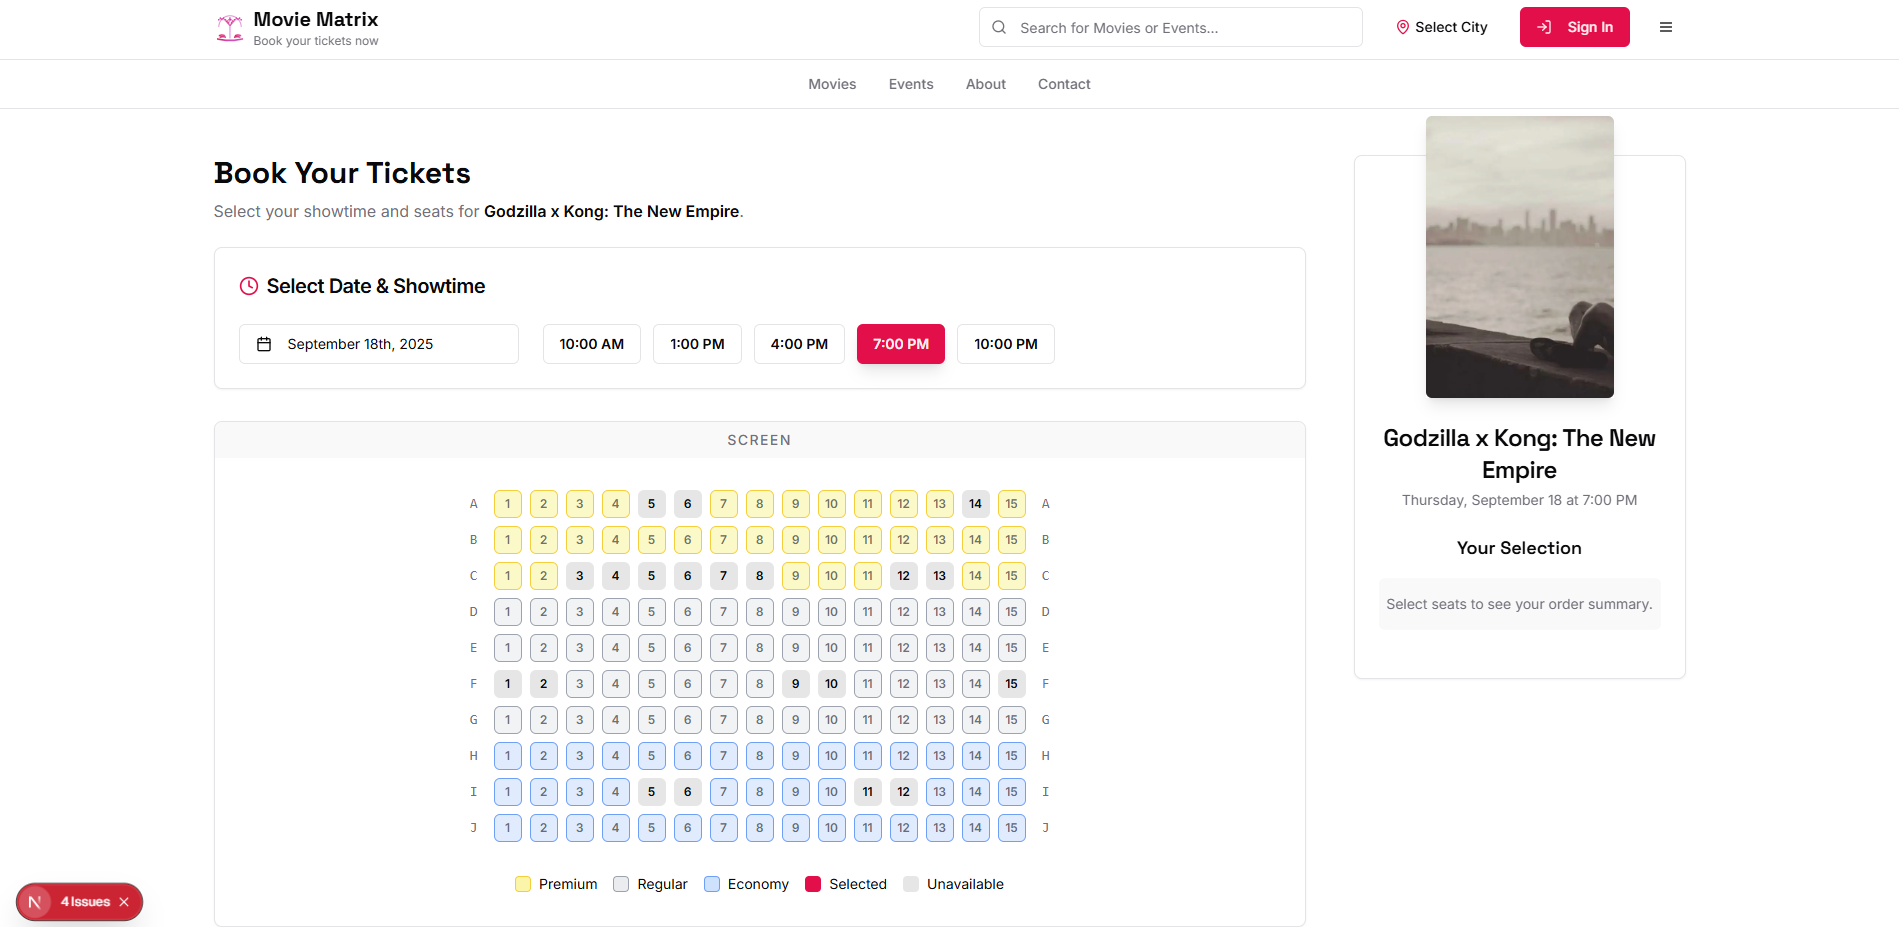 Movie Matrix
Book your tickets now
Search for Movies or Events...
Select City
Sign In
Movies Events About Contact
Book Your Tickets
Select your showtime and seats for Godzilla x Kong: The New Empire.
Select Date & Showtime
September 18th, 2025
10:00 AM 1:00 PM 4:00 PM 7:00 PM 10:00 PM
SCREEN
A 1 2 3 4 5 6 7 8 9 10 11 12 13 14 15 A
B 1 2 3 4 5 6 7 8 9 10 11 12 13 14 15 B
C 1 2 3 4 5 6 7 8 9 10 11 12 13 14 15 C
D 1 2 3 4 5 6 7 8 9 10 11 12 13 14 15 D
E 1 2 3 4 5 6 7 8 9 10 11 12 13 14 15 E
F 1 2 3 4 5 6 7 8 9 10 11 12 13 14 15 F
G 1 2 3 4 5 6 7 8 9 10 11 12 13 14 15 G
H 1 2 3 4 5 6 7 8 9 10 11 12 13 14 15 H
I 1 2 3 4 5 6 7 8 9 10 11 12 13 14 15 I
J 1 2 3 4 5 6 7 8 9 10 11 12 13 14 15 J
Premium Regular Economy Selected Unavailable
Godzilla x Kong: The New
Empire
Thursday, September 18 at 7:00 PM
Your Selection
Select seats to see your order summary.
N 4 Issues